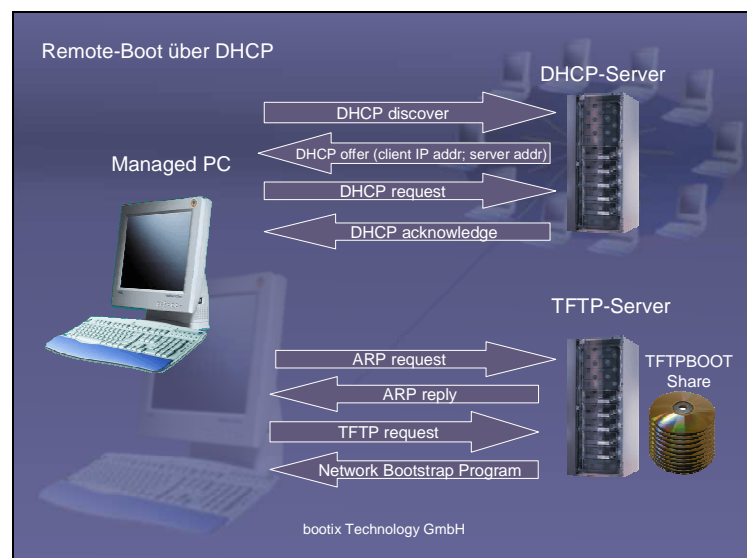 Remote-Boot über DHCP
DHCP-Server
DHCP discover
DHCP offer (client IP addr; server addr)
Managed PC
DHCP request
DHCP acknowledge
TFTP-Server
ARP request
TFTPBOOT
Share
ARP reply
TFTP request
Network Bootstrap Program
bootix Technology GmbH